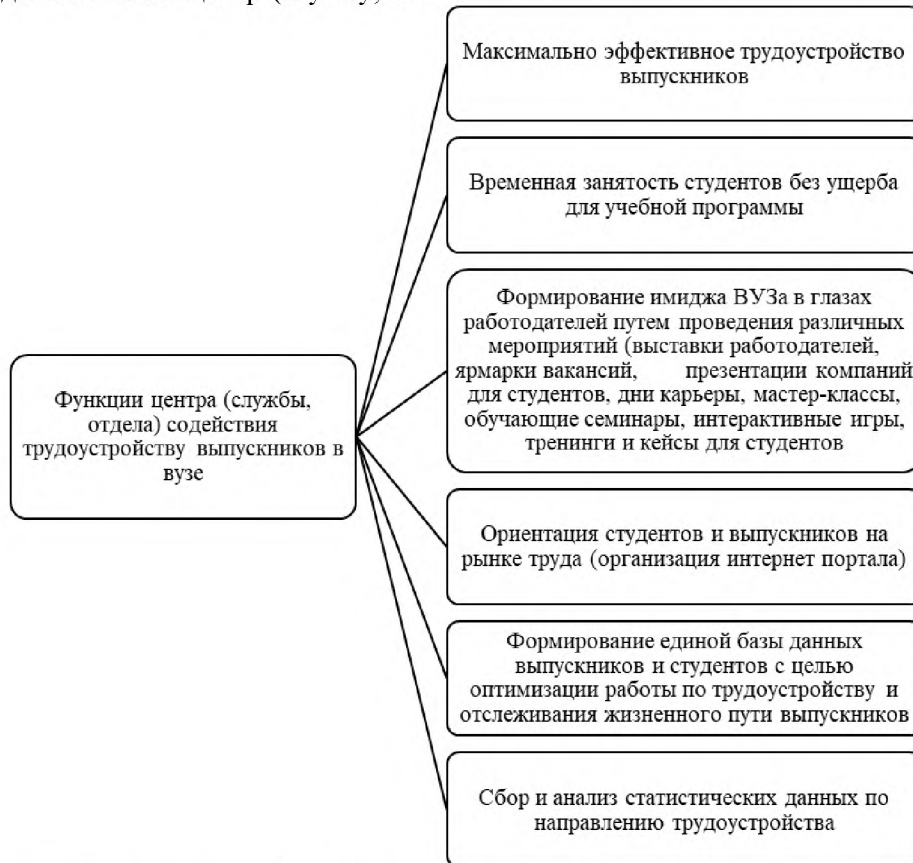 Максимально эффективное трудоустройство
выпускников
Временная занятость студентов без ущерба
для учебной программы
Формирование имиджа ВУЗа в глазах
работодателей путем проведения различных
мероприятий (выставки работодателей,
ярмарки вакансий, презентации компаний
для студентов, дни карьеры, мастер-классы,
обучающие семинары, интерактивные игры,
тренинги и кейсы для студентов
Функции центра (службы,
отдела) содействия
трудоустройству выпускников в
вузе
Ориентация студентов и выпускников на
рынке труда (организация интернет портала)
Формирование единой базы данных
выпускников и студентов с целью
оптимизации работы по трудоустройству и
отслеживания жизненного пути выпускников
Сбор и анализ статистических данных по
направлению трудоустройства